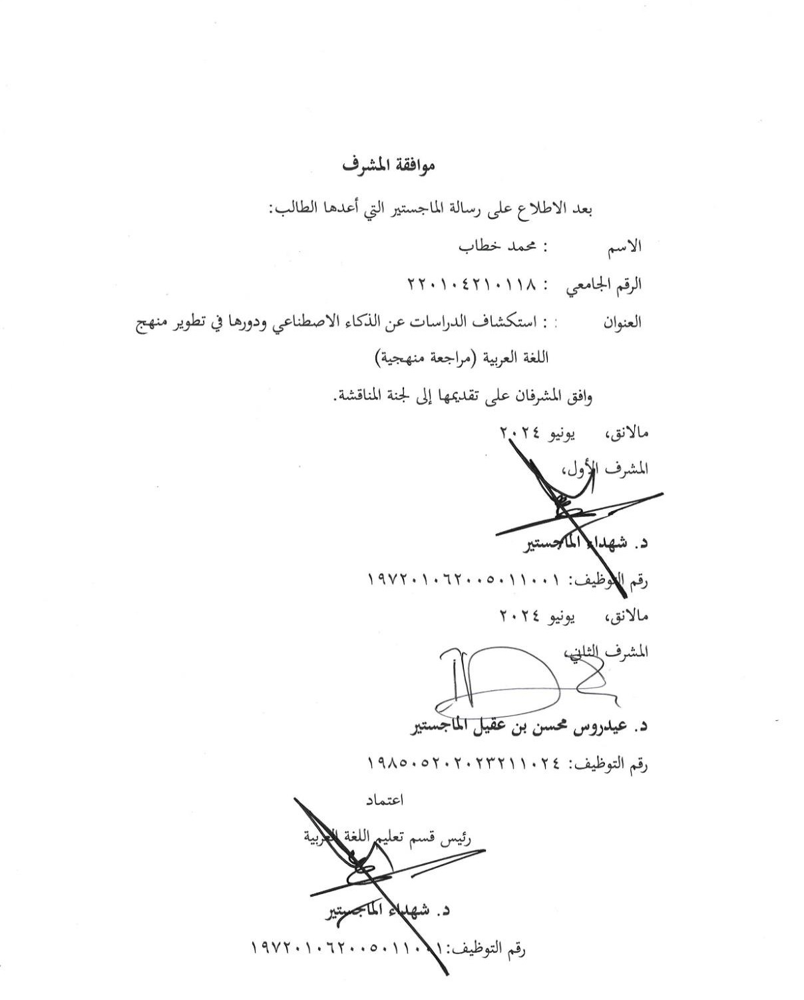 موافقة المشرف
بعد الاطلاع على رسالة الماجستير التي أعدها الطالب:
الاسم : محمد خطاب
الرقم الجامعي : ٢٢٠١٠٤٢١٠١١٨
العنوان : : استكشاف الدراسات عن الذكاء الاصطناعي ودورها في تطوير منهج
اللغة العربية (مراجعة منهجية)
وافق المشرفان على تقديمها إلى لجنة المناقشة.
مالانق، يونيو ٢٠٢٤
المشرف الأول،
د. شهداء الماجستير
رقم التوظيف: ١٩٧٢٠١٠٦٢٠٠٥٠١١٠٠١
مالانق، يونيو ٢٠٢٤
المشرف الثاني،
د. عيدروس محسن بن عقيل الماجستير
رقم التوظيف: ١٩٨٥٠٥٢٠٢٠٢٣٢١١٠٢٤
اعتماد
رئيس قسم تعليم اللغة العربية
د. شهداء الماجستير
رقم التوظيف:١٩٧٢٠١٠٦٢٠٠٥٠١١٠٠١